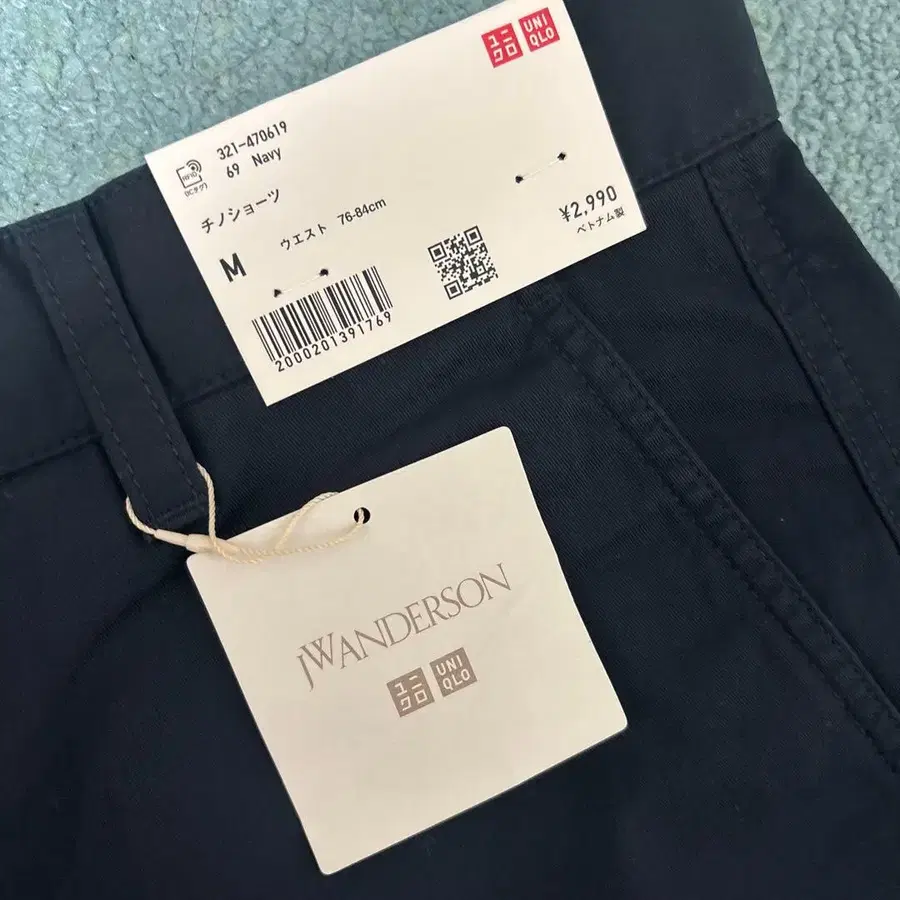 ユニ UNI
クロ QLO
321-470619
69 Navy
RFID
(ICタグ)
チノショーツ
M
ウエスト 76-84cm
¥2,990
ベトナム製
2000201391769
JWANDERSON
ユニ UNI
クロ QLO